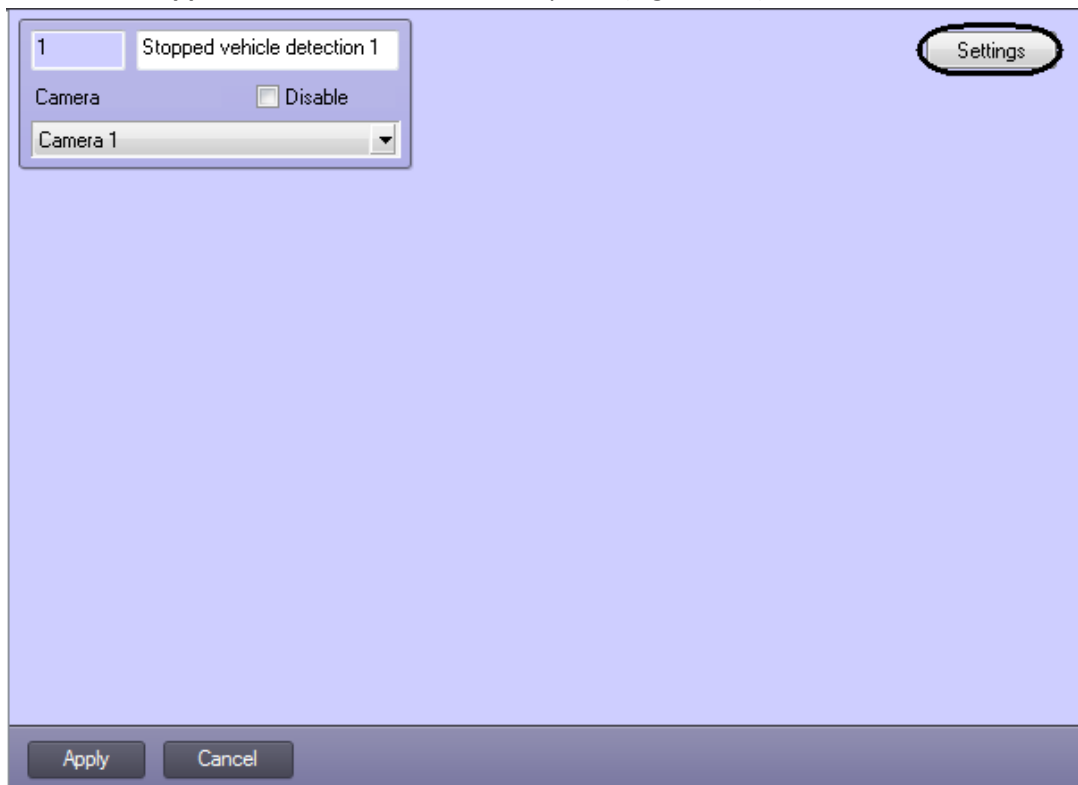 1
Stopped vehicle detection 1
Settings
Camera
Disable
Camera 1
Apply
Cancel